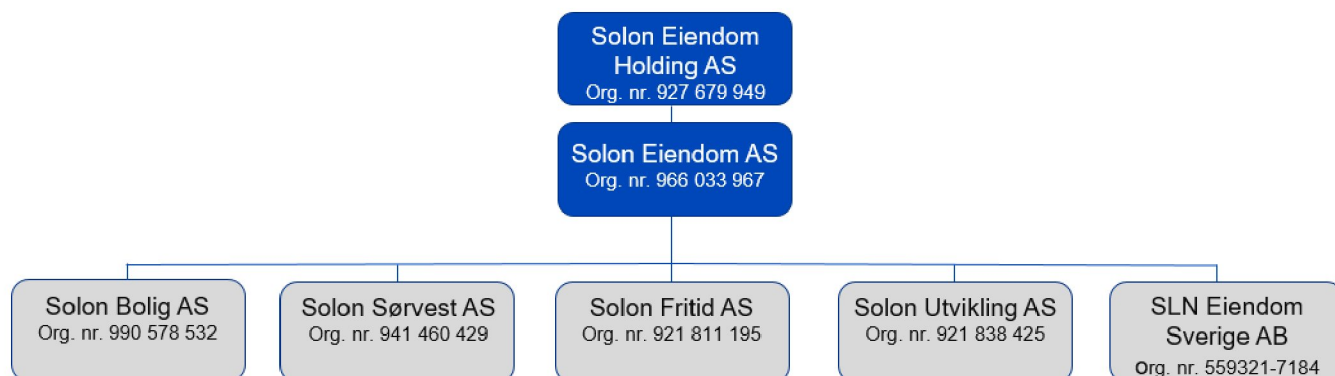 Solon Eiendom
Holding AS
Org. nr. 927 679 949
Solon Eiendom AS
Org. nr. 966 033 967
Solon Bolig AS
Org. nr. 990 578 532
Solon Sørvest AS
Org. nr. 941 460 429
Solon Fritid AS
Org. nr. 921 811 195
Solon Utvikling AS
Org. nr. 921 838 425
SLN Eiendom
Sverige AB
Org. nr. 559321-7184